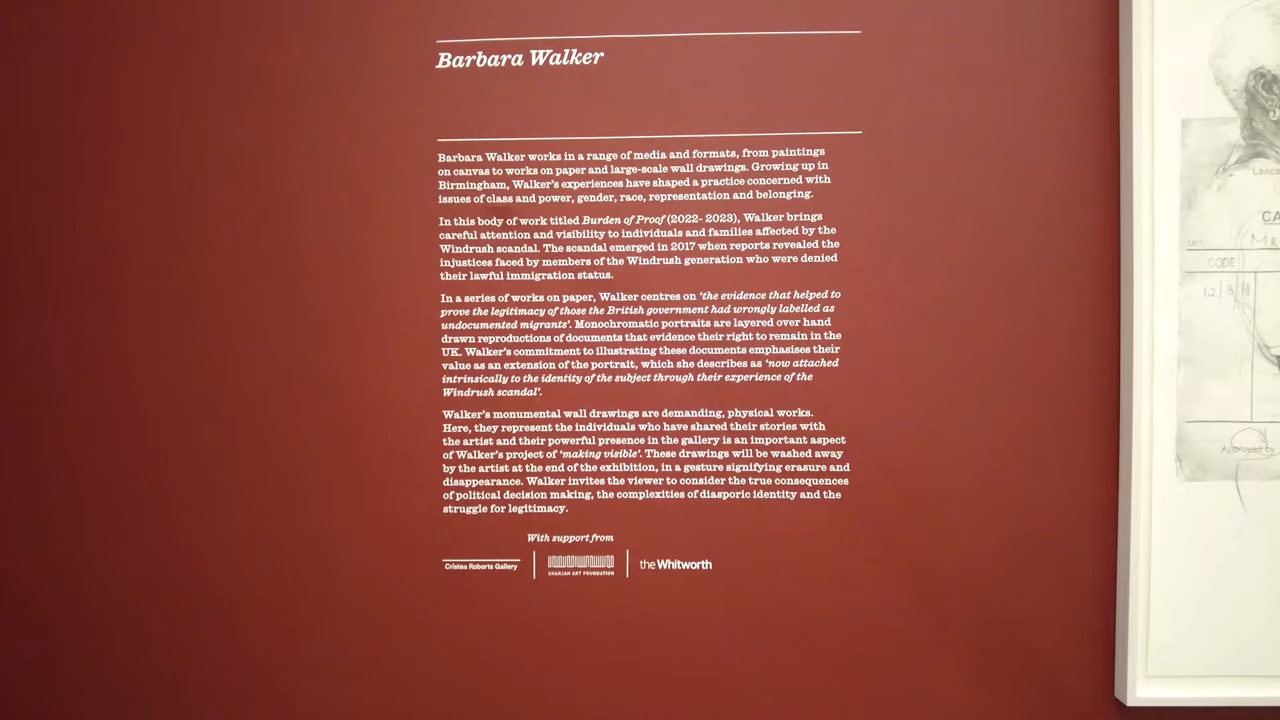 Barbara Walker
Barbara Walker works in a range of media and formats, from paintings
on canvas to works on paper and large-scale wall drawings. Growing up in
Birmingham, Walker's experiences have shaped a practice concerned with
issues of class and power, gender, race, representation and belonging.
In this body of work titled Burden of Proof (2022- 2023), Walker brings
careful attention and visibility to individuals and families affected by the
Windrush scandal. The scandal emerged in 2017 when reports revealed the
injustices faced by members of the Windrush generation who were denied
their lawful immigration status.
In a series of works on paper, Walker centres on 'the evidence that helped to
prove the legitimacy of those the British government had wrongly labelled as
undocumented migrants'. Monochromatic portraits are layered over hand
drawn reproductions of documents that evidence their right to remain in the
UK. Walker's commitment to illustrating these documents emphasises their
value as an extension of the portrait, which she describes as 'now attached
intrinsically to the identity of the subject through their experience of the
Windrush scandal'.
Walker's monumental wall drawings are demanding, physical works.
Here, they represent the individuals who have shared their stories with
the artist and their powerful presence in the gallery is an important aspect
of Walker's project of 'making visible'. These drawings will be washed away
by the artist at the end of the exhibition, in a gesture signifying erasure and
disappearance. Walker invites the viewer to consider the true consequences
of political decision making, the complexities of diasporic identity and the
struggle for legitimacy.
With support from
Cristea Roberts Gallery
SHARJAH ART FOUNDATION
the Whitworth
Lanca
CA
CODE
Approved by